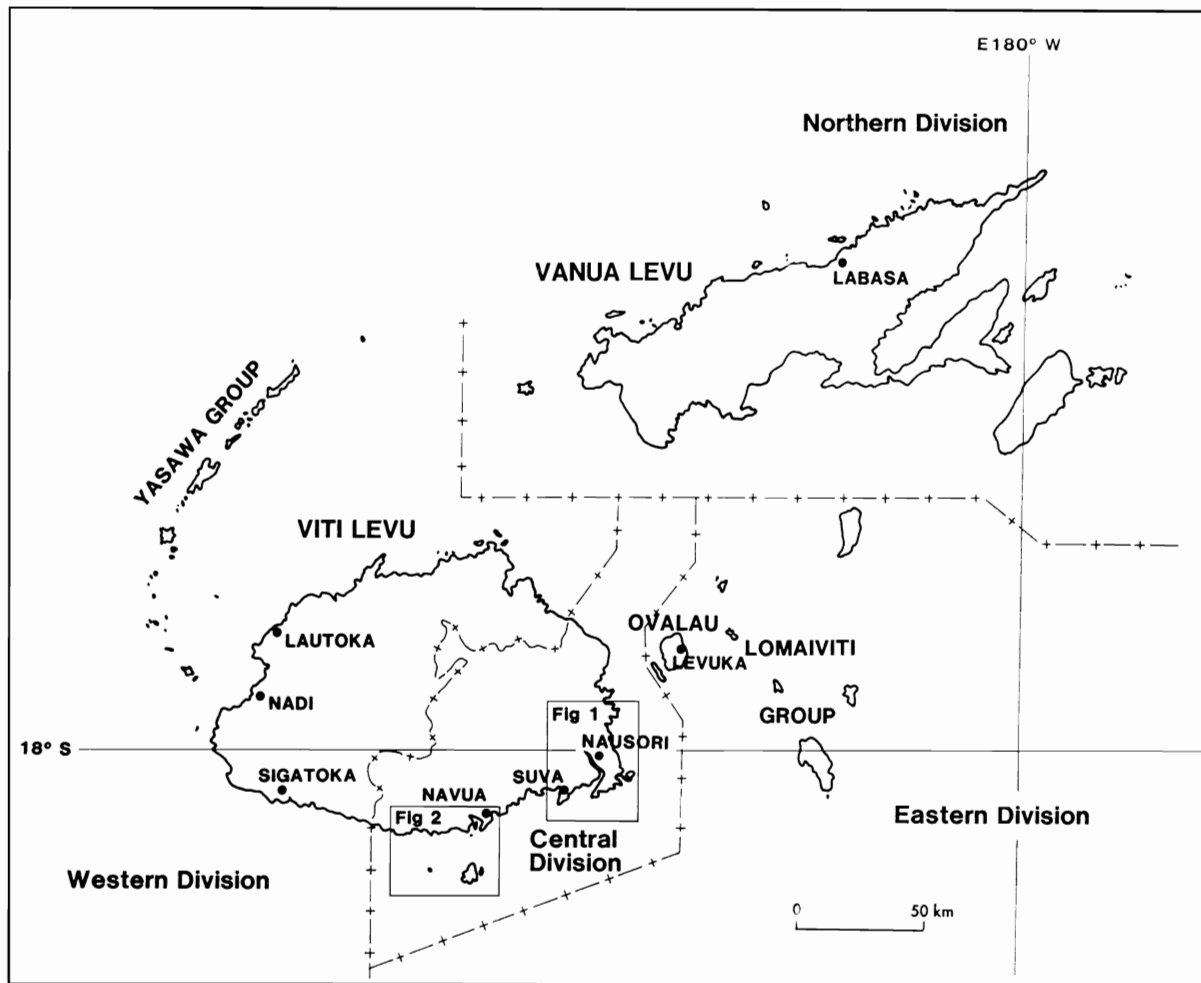 E180° W
Northern Division
VANUA LEVU
LABASA
YASAWA GROUP
VITI LEVU
OVALAU
LAUTOKA
LOMAIVITI
LEVUKA
NADI
GROUP
Fig 1
NAUSORI
18° S
SIGATOKA
SUVA
NAVUA
Fig 2
Eastern Division
Central
Division
Western Division
0 50 km